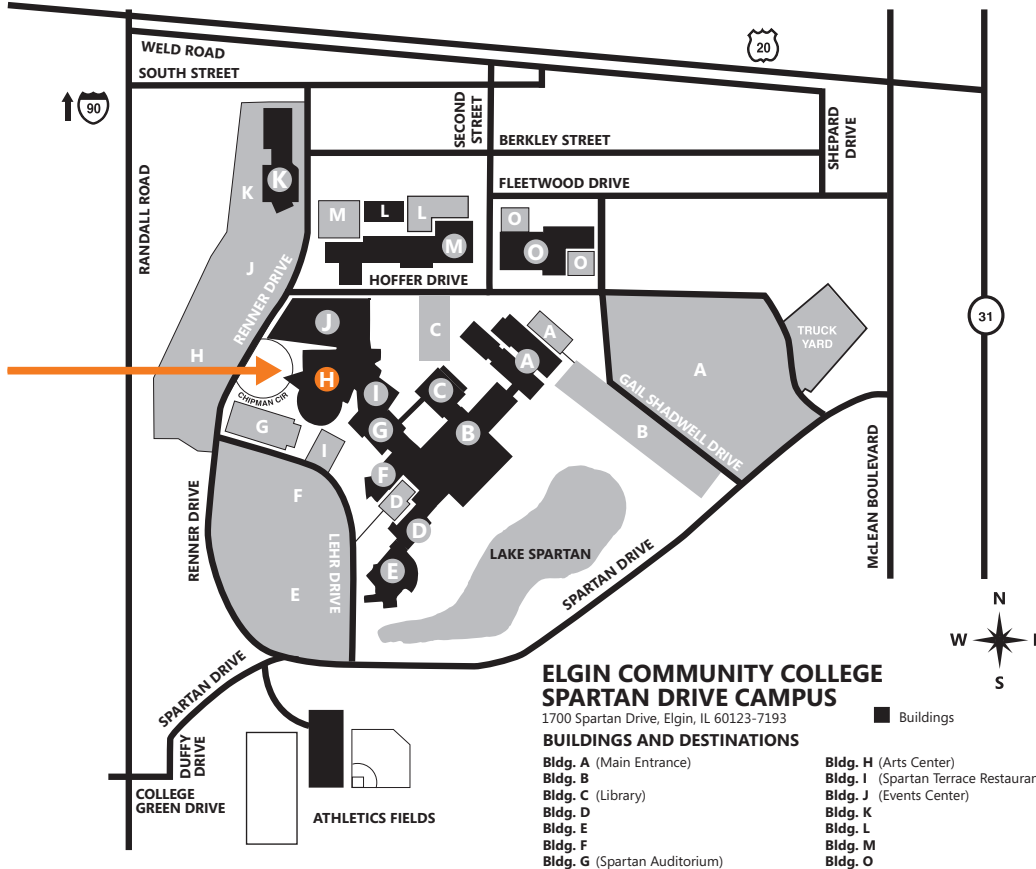 WELD ROAD
20
SOUTH STREET
90
SECOND STREET
BERKLEY STREET
SHEPARD DRIVE
RANDALL ROAD
K
K
FLEETWOOD DRIVE
M
L
L
O
M
O
O
J
RENNER DRIVE
HOFFER DRIVE
31
J
C
A
TRUCK YARD
H
A
A
H
CHIPMAN CIR
I
C
GAIL SHADWELL DRIVE
G
G
B
B
I
F
F
D
McLEAN BOULEVARD
RENNER DRIVE
LEHR DRIVE
D
LAKE SPARTAN
SPARTAN DRIVE
E
E
N
W
S
SPARTAN DRIVE
DUFFY DRIVE
COLLEGE GREEN DRIVE
ATHLETICS FIELDS
ELGIN COMMUNITY COLLEGE
SPARTAN DRIVE CAMPUS
1700 Spartan Drive, Elgin, IL 60123-7193
Buildings
BUILDINGS AND DESTINATIONS
Bldg. A (Main Entrance)
Bldg. B
Bldg. C (Library)
Bldg. D
Bldg. E
Bldg. F
Bldg. G (Spartan Auditorium)
Bldg. H (Arts Center)
Bldg. I (Spartan Terrace Restauran
Bldg. J (Events Center)
Bldg. K
Bldg. L
Bldg. M
Bldg. O